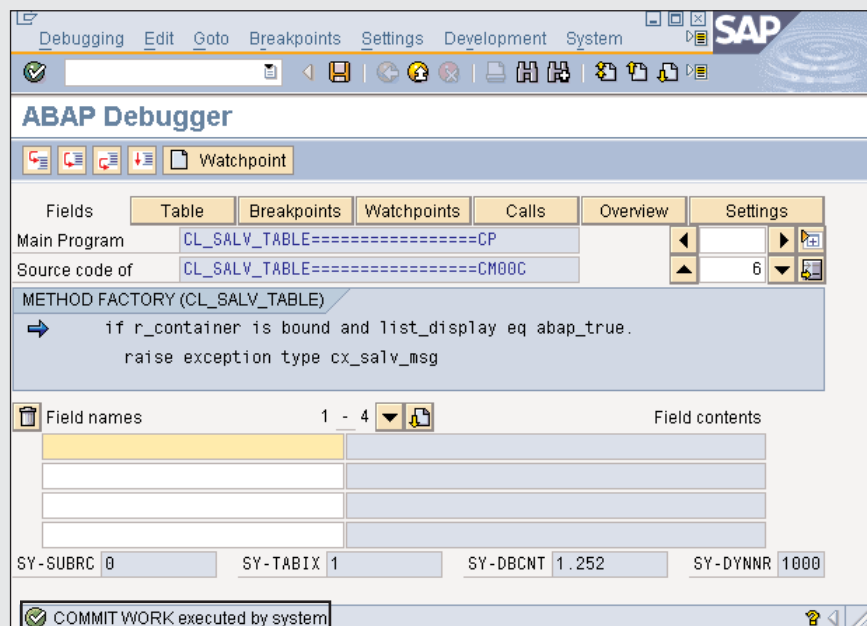 Debugging Edit Goto Breakpoints Settings Development System
SAP
ABAP Debugger
Watchpoint
Fields Table Breakpoints Watchpoints Calls Overview Settings
Main Program CL_SALV_TABLE=================CP
Source code of CL_SALV_TABLE=================CM00C 6
METHOD FACTORY (CL_SALV_TABLE)
if r_container is bound and list_display eq abap_true.
raise exception type cx_salv_msg
Field names 1 - 4 Field contents
SY-SUBRC 0 SY-TABIX 1 SY-DBCNT 1.252 SY-DYNNR 1000
COMMIT WORK executed by system